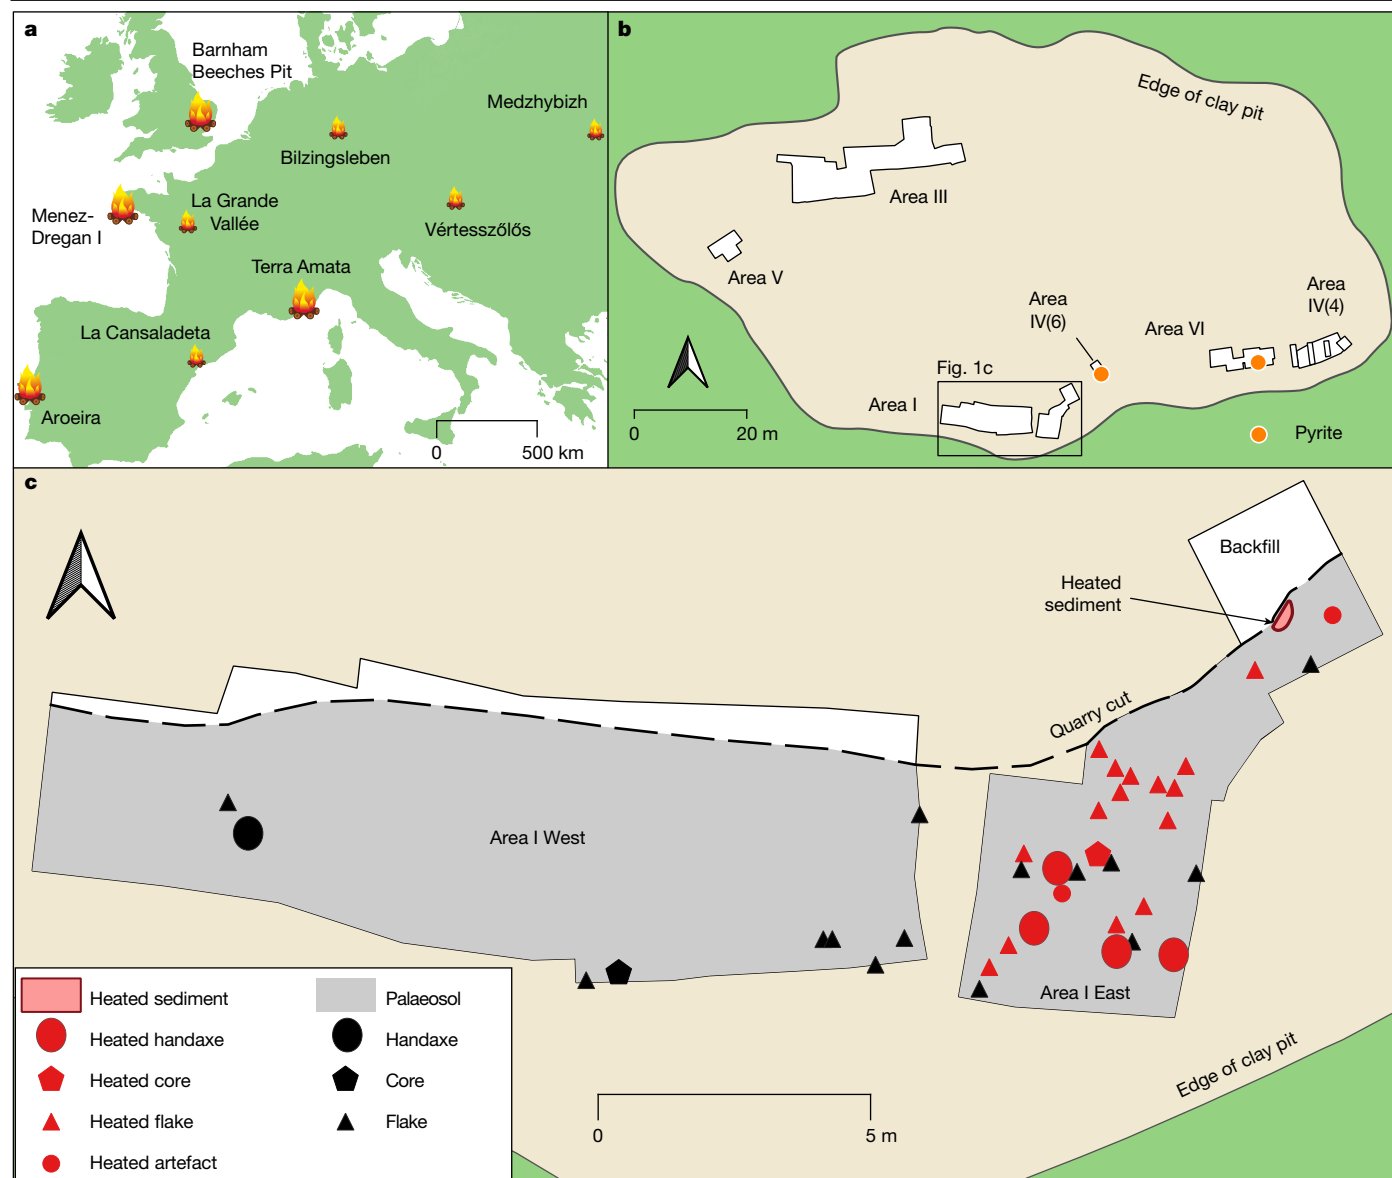 a
Barnham
Beeches Pit
Medzhybizh
Bilzingsleben
La Grande
Vallée
Menez-
Dregan I
Vértesszőlős
Terra Amata
La Cansaladeta
Aroeira
0
500 km
b
Edge of clay pit
Area III
Area V
Area
IV(6)
Area VI
Area
IV(4)
Fig. 1c
Area I
0
20 m
Pyrite
c
Backfill
Heated
sediment
Quarry cut
Area I West
Area I East
Edge of clay pit
Heated sediment
Palaeosol
Heated handaxe
Handaxe
Heated core
Core
Heated flake
Flake
Heated artefact
0
5 m